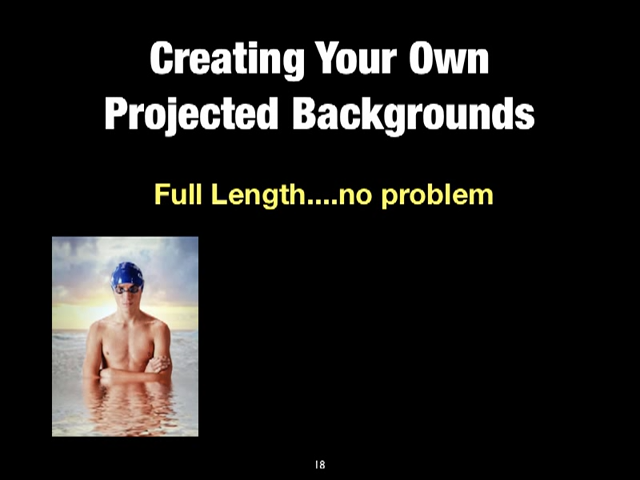 Creating Your Own
Projected Backgrounds
Full Length....no problem
18